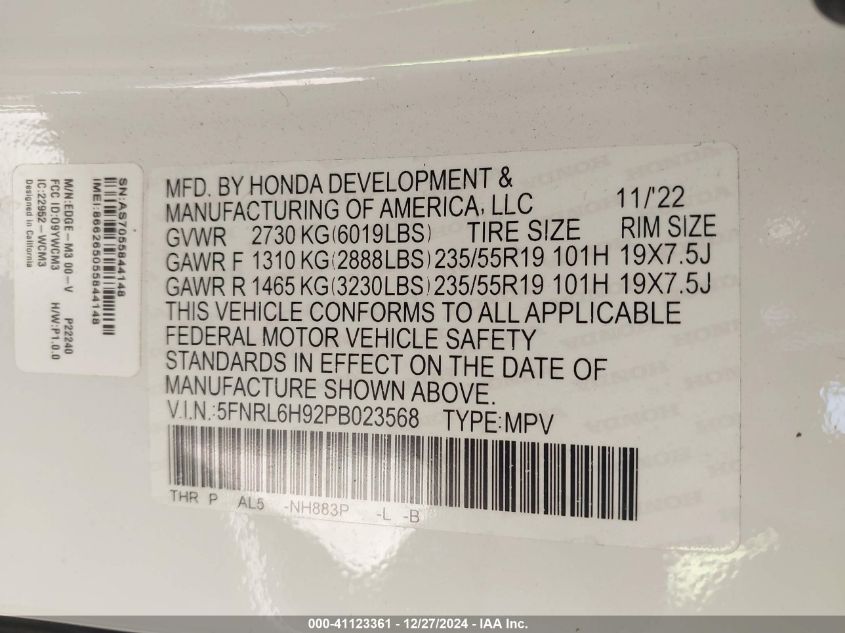 MFD. BY HONDA DEVELOPMENT &
MANUFACTURING OF AMERICA, LLC 11/'22
GVWR 2730 KG(6019LBS) TIRE SIZE RIM SIZE
GAWR F 1310 KG(2888LBS) 235/55R19 101H 19X7.5J
GAWR R 1465 KG(3230LBS) 235/55R19 101H 19X7.5J
THIS VEHICLE CONFORMS TO ALL APPLICABLE
FEDERAL MOTOR VEHICLE SAFETY
STANDARDS IN EFFECT ON THE DATE OF
MANUFACTURE SHOWN ABOVE.
V.I.N.:5FNRL6H92PB023568 TYPE:MPV
THR P AL5 -NH883P -L -B
SN:AS7055844148
IMEI:866265055844148
M/N:EDGE-M3 00-V P22240
FCC ID:O9YWCM3 H/W:P1.0.0
IC:22952-WCM3
Designed in California
000-41123361 - 12/27/2024 - IAA Inc.